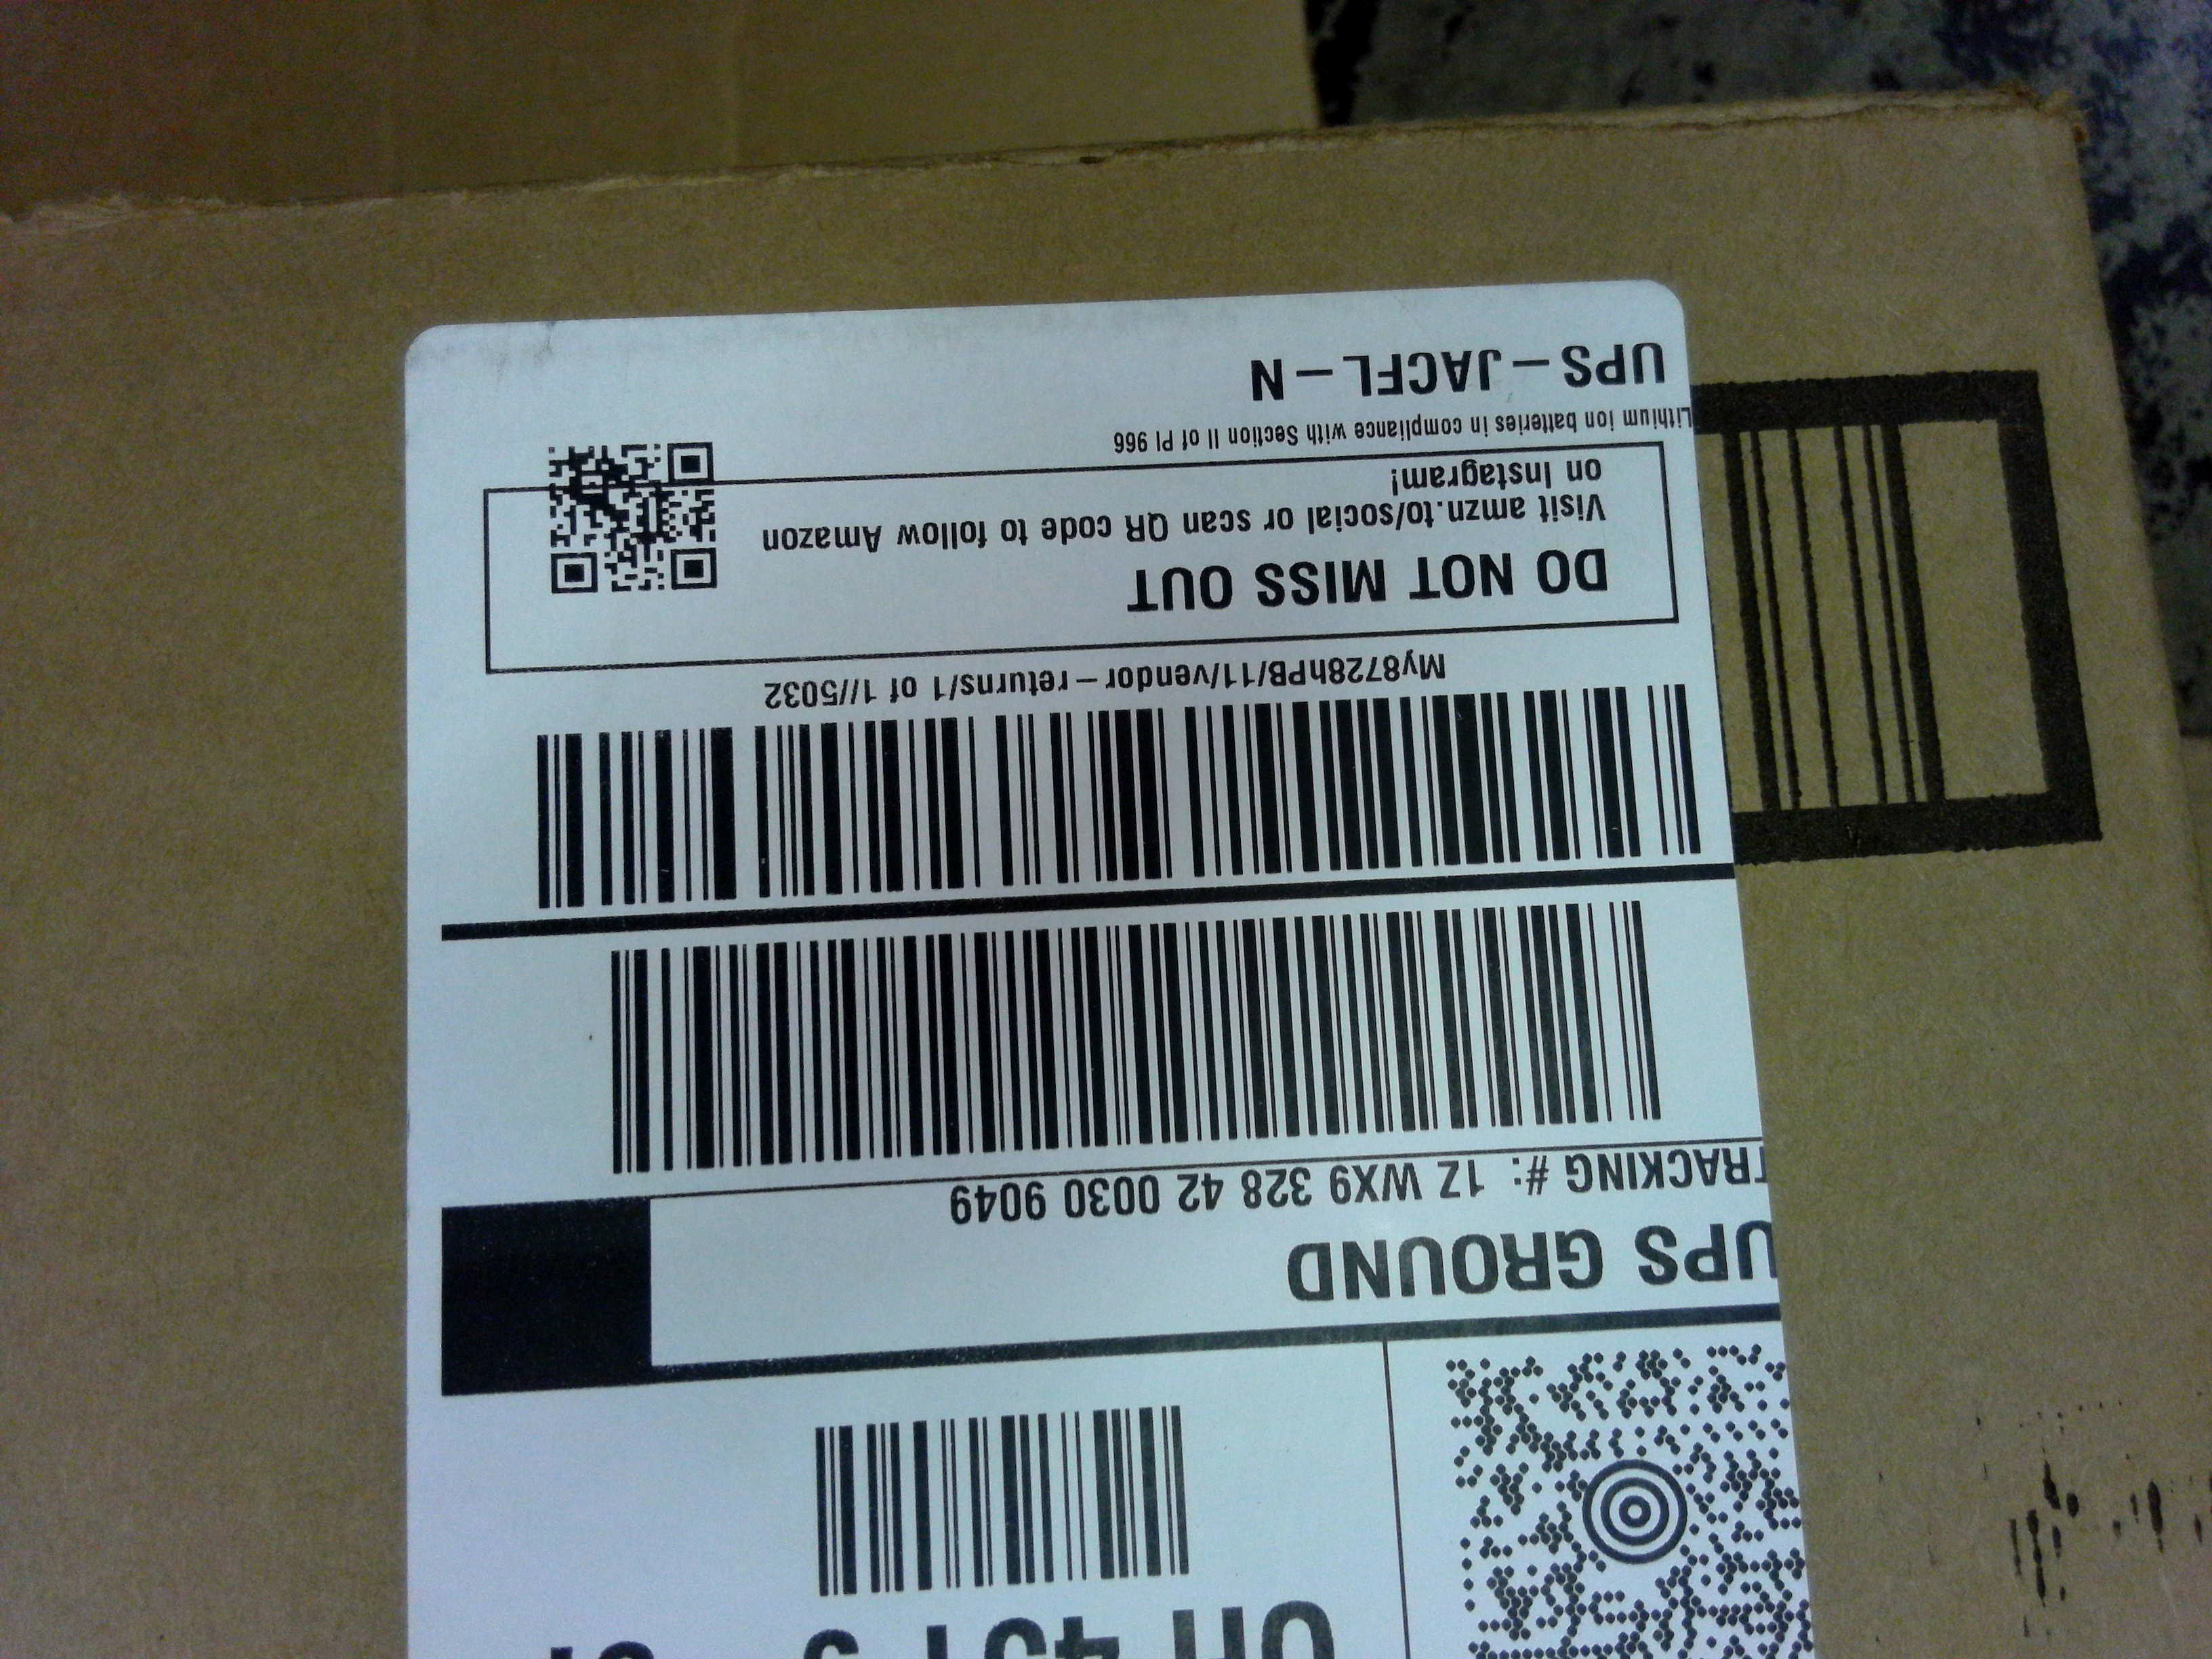 UPS GROUND
TRACKING #: 1Z WX9 328 42 0030 9049
My8728hPB/11/vendor-returns/1 of 1//5032
DO NOT MISS OUT
Visit amzn.to/social or scan QR code to follow Amazon
on Instagram!
Lithium ion batteries in compliance with Section II of PI 966
UPS-JACFL-N